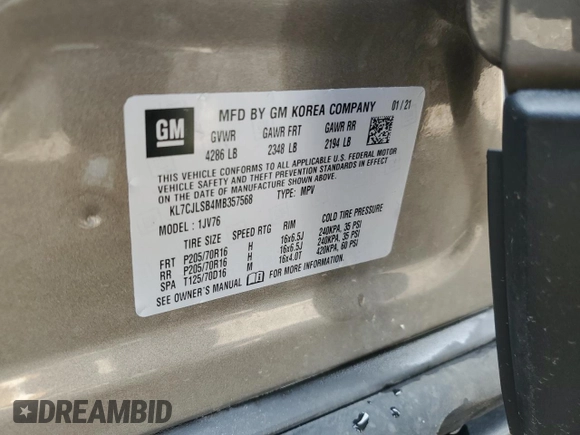 GM
MFD BY GM KOREA COMPANY 01/21
GVWR GAWR FRT GAWR RR
4286 LB 2348 LB 2194 LB
THIS VEHICLE CONFORMS TO ALL APPLICABLE U.S. FEDERAL MOTOR
VEHICLE SAFETY AND THEFT PREVENTION STANDARDS IN EFFECT
ON THE DATE OF MANUFACTURE SHOWN ABOVE.
KL7CJLSB4MB357568 TYPE: MPV
MODEL: 1JV76
TIRE SIZE SPEED RTG RIM COLD TIRE PRESSURE
FRT P205/70R16 H 16x6.5J 240KPA, 35 PSI
RR P205/70R16 H 16x6.5J 240KPA, 35 PSI
SPA T125/70D16 M 16x4.0T 420KPA, 60 PSI
SEE OWNER'S MANUAL FOR MORE INFORMATION.
DREAMBID